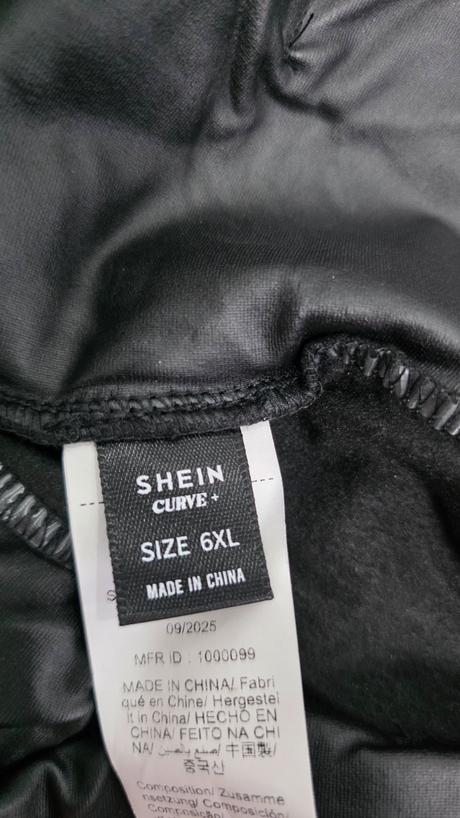 SHEIN
CURVE +
SIZE 6XL
MADE IN CHINA
S
09/2025
MFR ID : 1000099
MADE IN CHINA/ Fabri
qué en Chine/ Hergestel
lt in China/ HECHO EN
CHINA/ FEITO NA CHI
NA/ صنع بالصين/ 中国製/
중국산
Composition/ Zusamme
nsetzung/ Composición/
Composição/